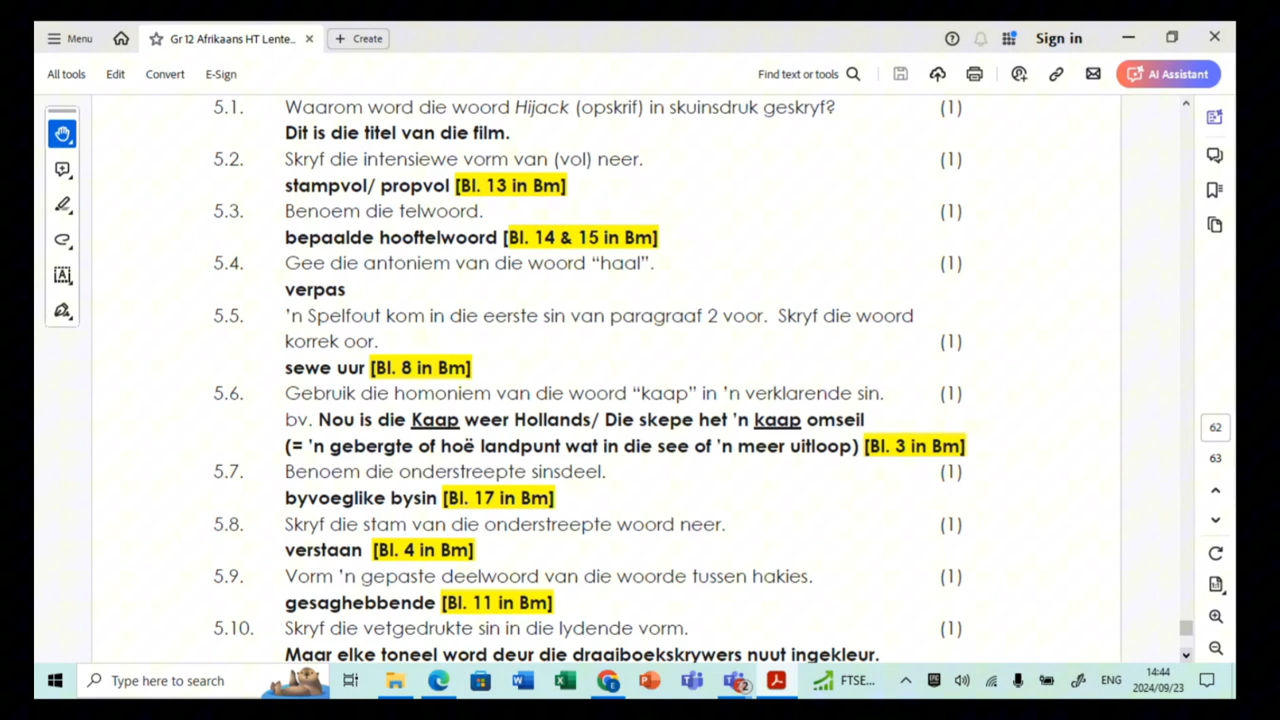 Menu
Gr 12 Afrikaans HT Lente...
Create
Sign in
All tools
Edit
Convert
E-Sign
Find text or tools
AI Assistant
5.1. Waarom word die woord Hijack (opskrif) in skuinsdruk geskryf? (1)
Dit is die titel van die film.
5.2. Skryf die intensiewe vorm van (vol) neer. (1)
stampvol/ propvol [Bl. 13 in Bm]
5.3. Benoem die telwoord. (1)
bepaalde hooftelwoord [Bl. 14 & 15 in Bm]
5.4. Gee die antoniem van die woord “haal”. (1)
verpas
5.5. ’n Spelfout kom in die eerste sin van paragraaf 2 voor. Skryf die woord
korrek oor. (1)
sewe uur [Bl. 8 in Bm]
5.6. Gebruik die homoniem van die woord “kaap” in ’n verklarende sin. (1)
bv. Nou is die Kaap weer Hollands/ Die skepe het ’n kaap omseil
(= ’n gebergte of hoë landpunt wat in die see of ’n meer uitloop) [Bl. 3 in Bm]
5.7. Benoem die onderstreepte sinsdeel. (1)
byvoeglike bysin [Bl. 17 in Bm]
5.8. Skryf die stam van die onderstreepte woord neer. (1)
verstaan [Bl. 4 in Bm]
5.9. Vorm ’n gepaste deelwoord van die woorde tussen hakies. (1)
gesaghebbende [Bl. 11 in Bm]
5.10. Skryf die vetgedrukte sin in die lydende vorm. (1)
Maar elke toneel word deur die draaiboekskrywers nuut ingekleur.
62
63
Type here to search
2
FTSE...
ENG
14:44
2024/09/23